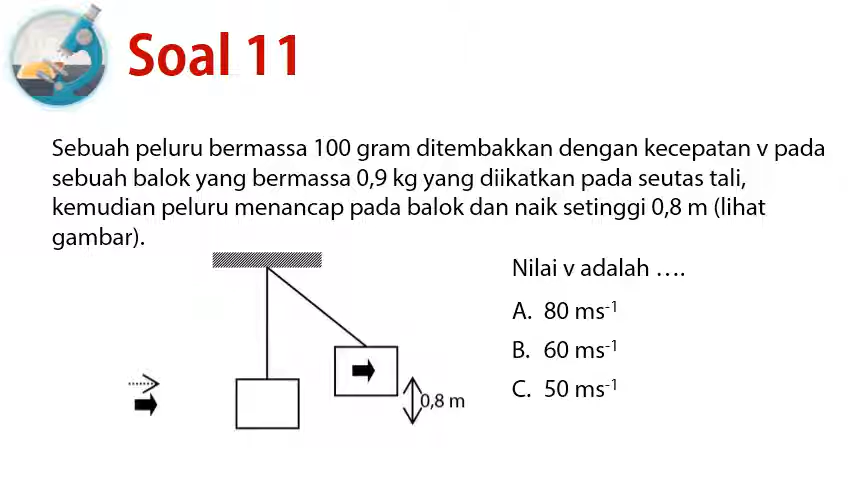 Soal 11
Sebuah peluru bermassa 100 gram ditembakkan dengan kecepatan v pada
sebuah balok yang bermassa 0,9 kg yang diikatkan pada seutas tali,
kemudian peluru menancap pada balok dan naik setinggi 0,8 m (lihat
gambar).
Nilai v adalah ….
A. 80 ms⁻¹
B. 60 ms⁻¹
C. 50 ms⁻¹
0,8 m